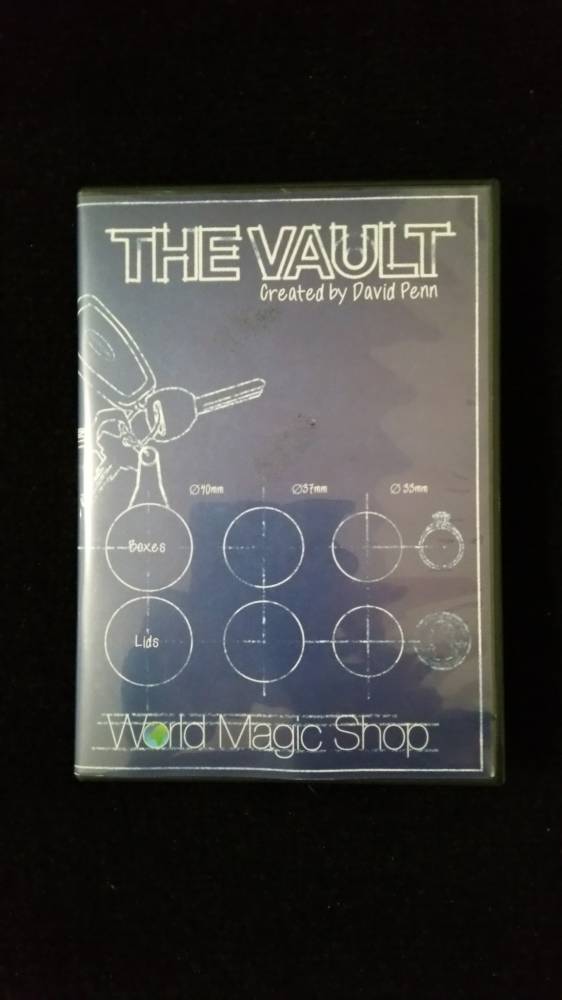 THE VAULT
Created by David Penn
Ø40mm Ø37mm Ø33mm
Boxes
Lids
World Magic Shop